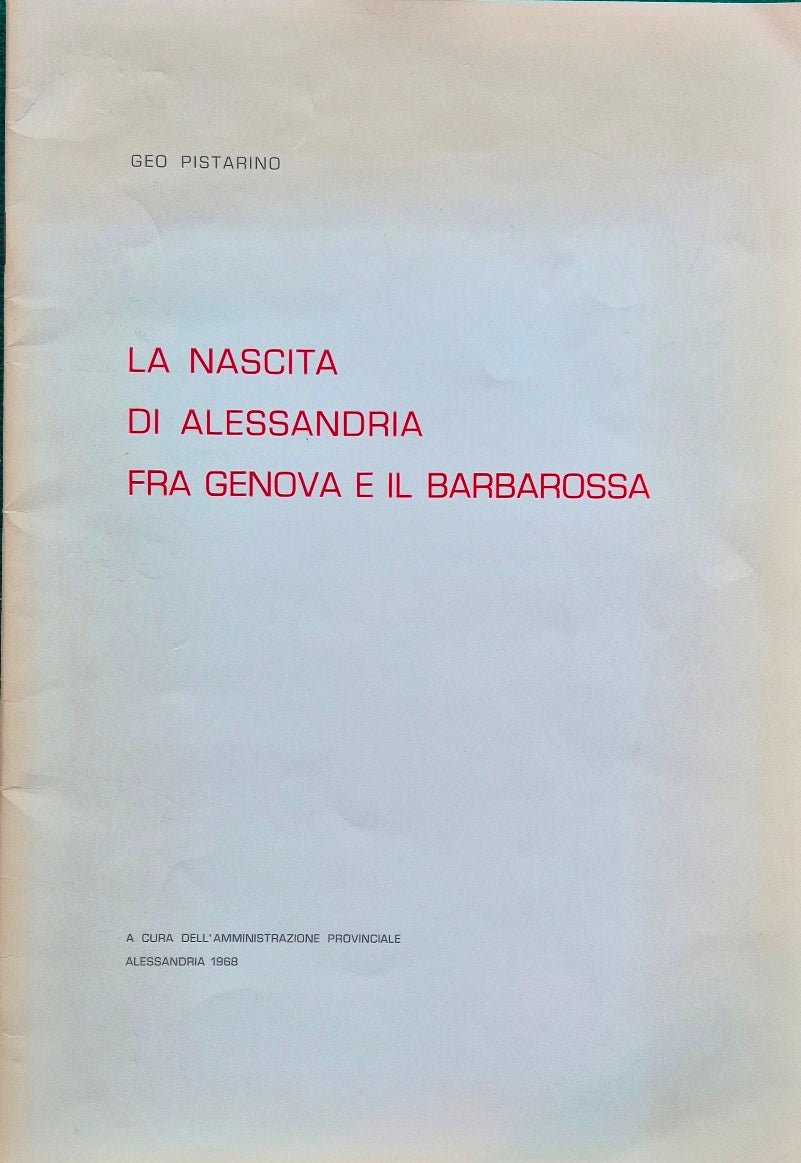 GEO PISTARINO
LA NASCITA
DI ALESSANDRIA
FRA GENOVA E IL BARBAROSSA
A CURA DELL'AMMINISTRAZIONE PROVINCIALE
ALESSANDRIA 1968